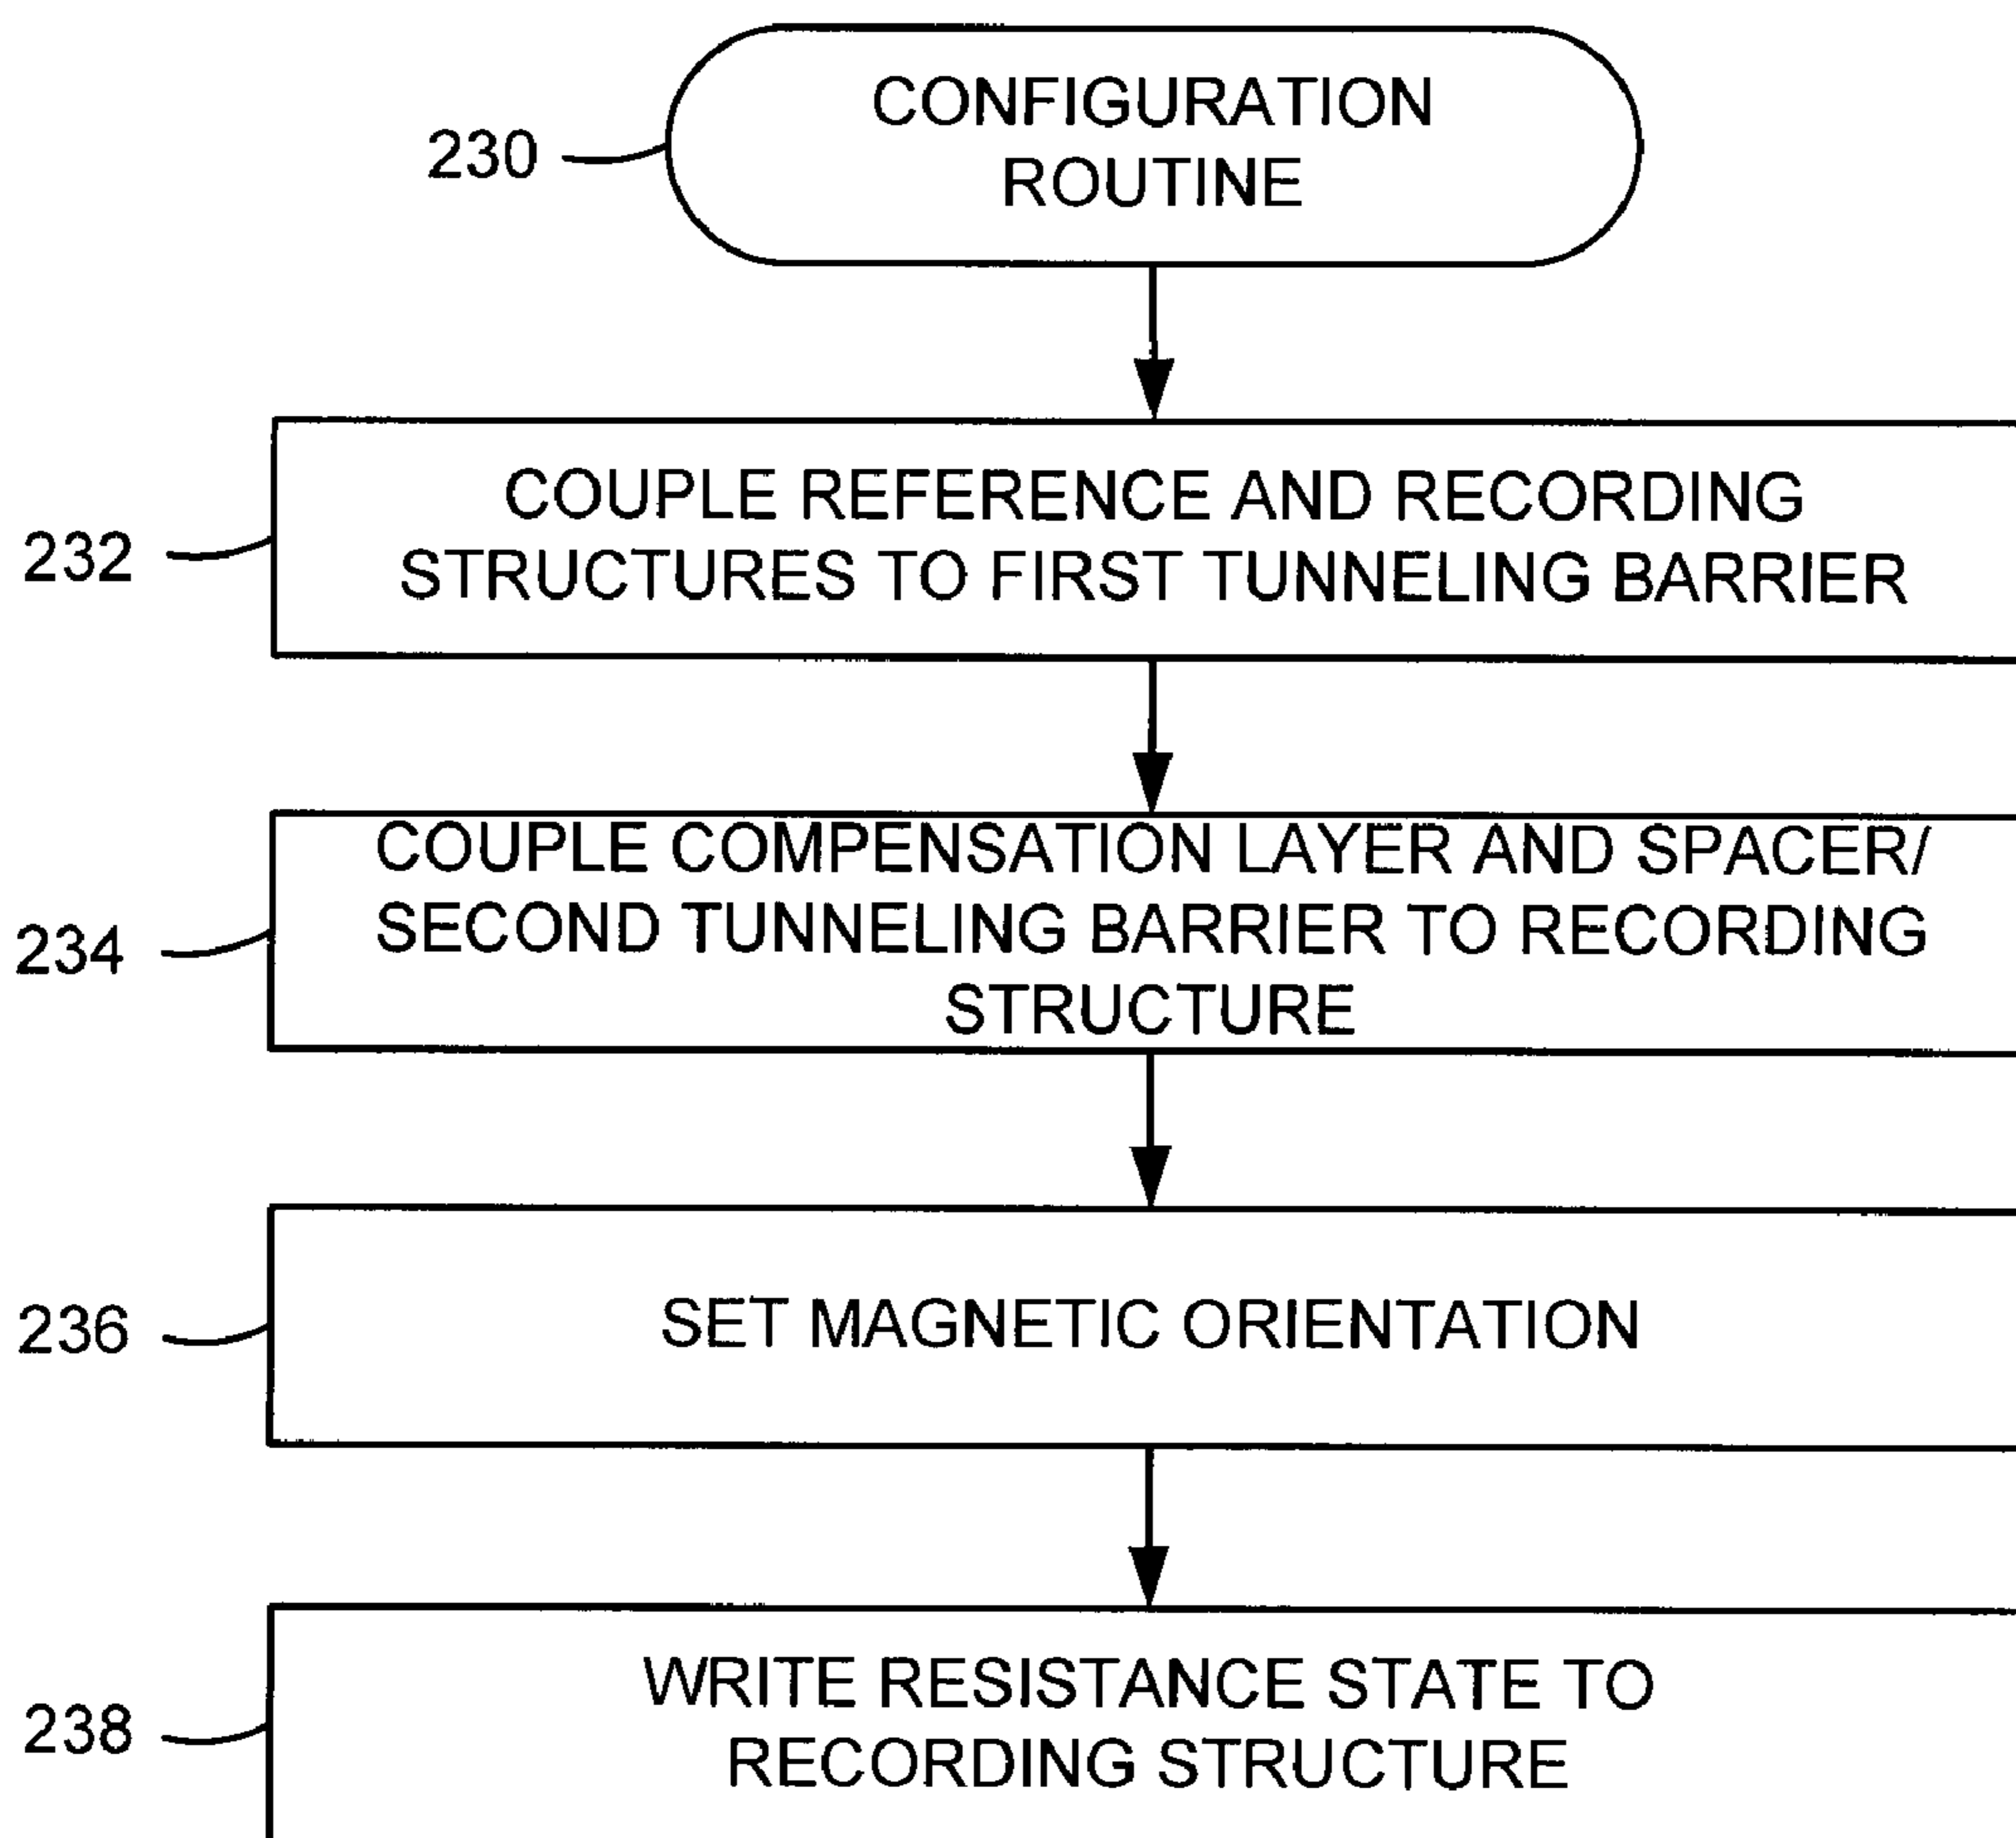 CONFIGURATION
ROUTINE
230
COUPLE REFERENCE AND RECORDING
STRUCTURES TO FIRST TUNNELING BARRIER
232
COUPLE COMPENSATION LAYER AND SPACER/
SECOND TUNNELING BARRIER TO RECORDING
STRUCTURE
234
SET MAGNETIC ORIENTATION
236
WRITE RESISTANCE STATE TO
RECORDING STRUCTURE
238